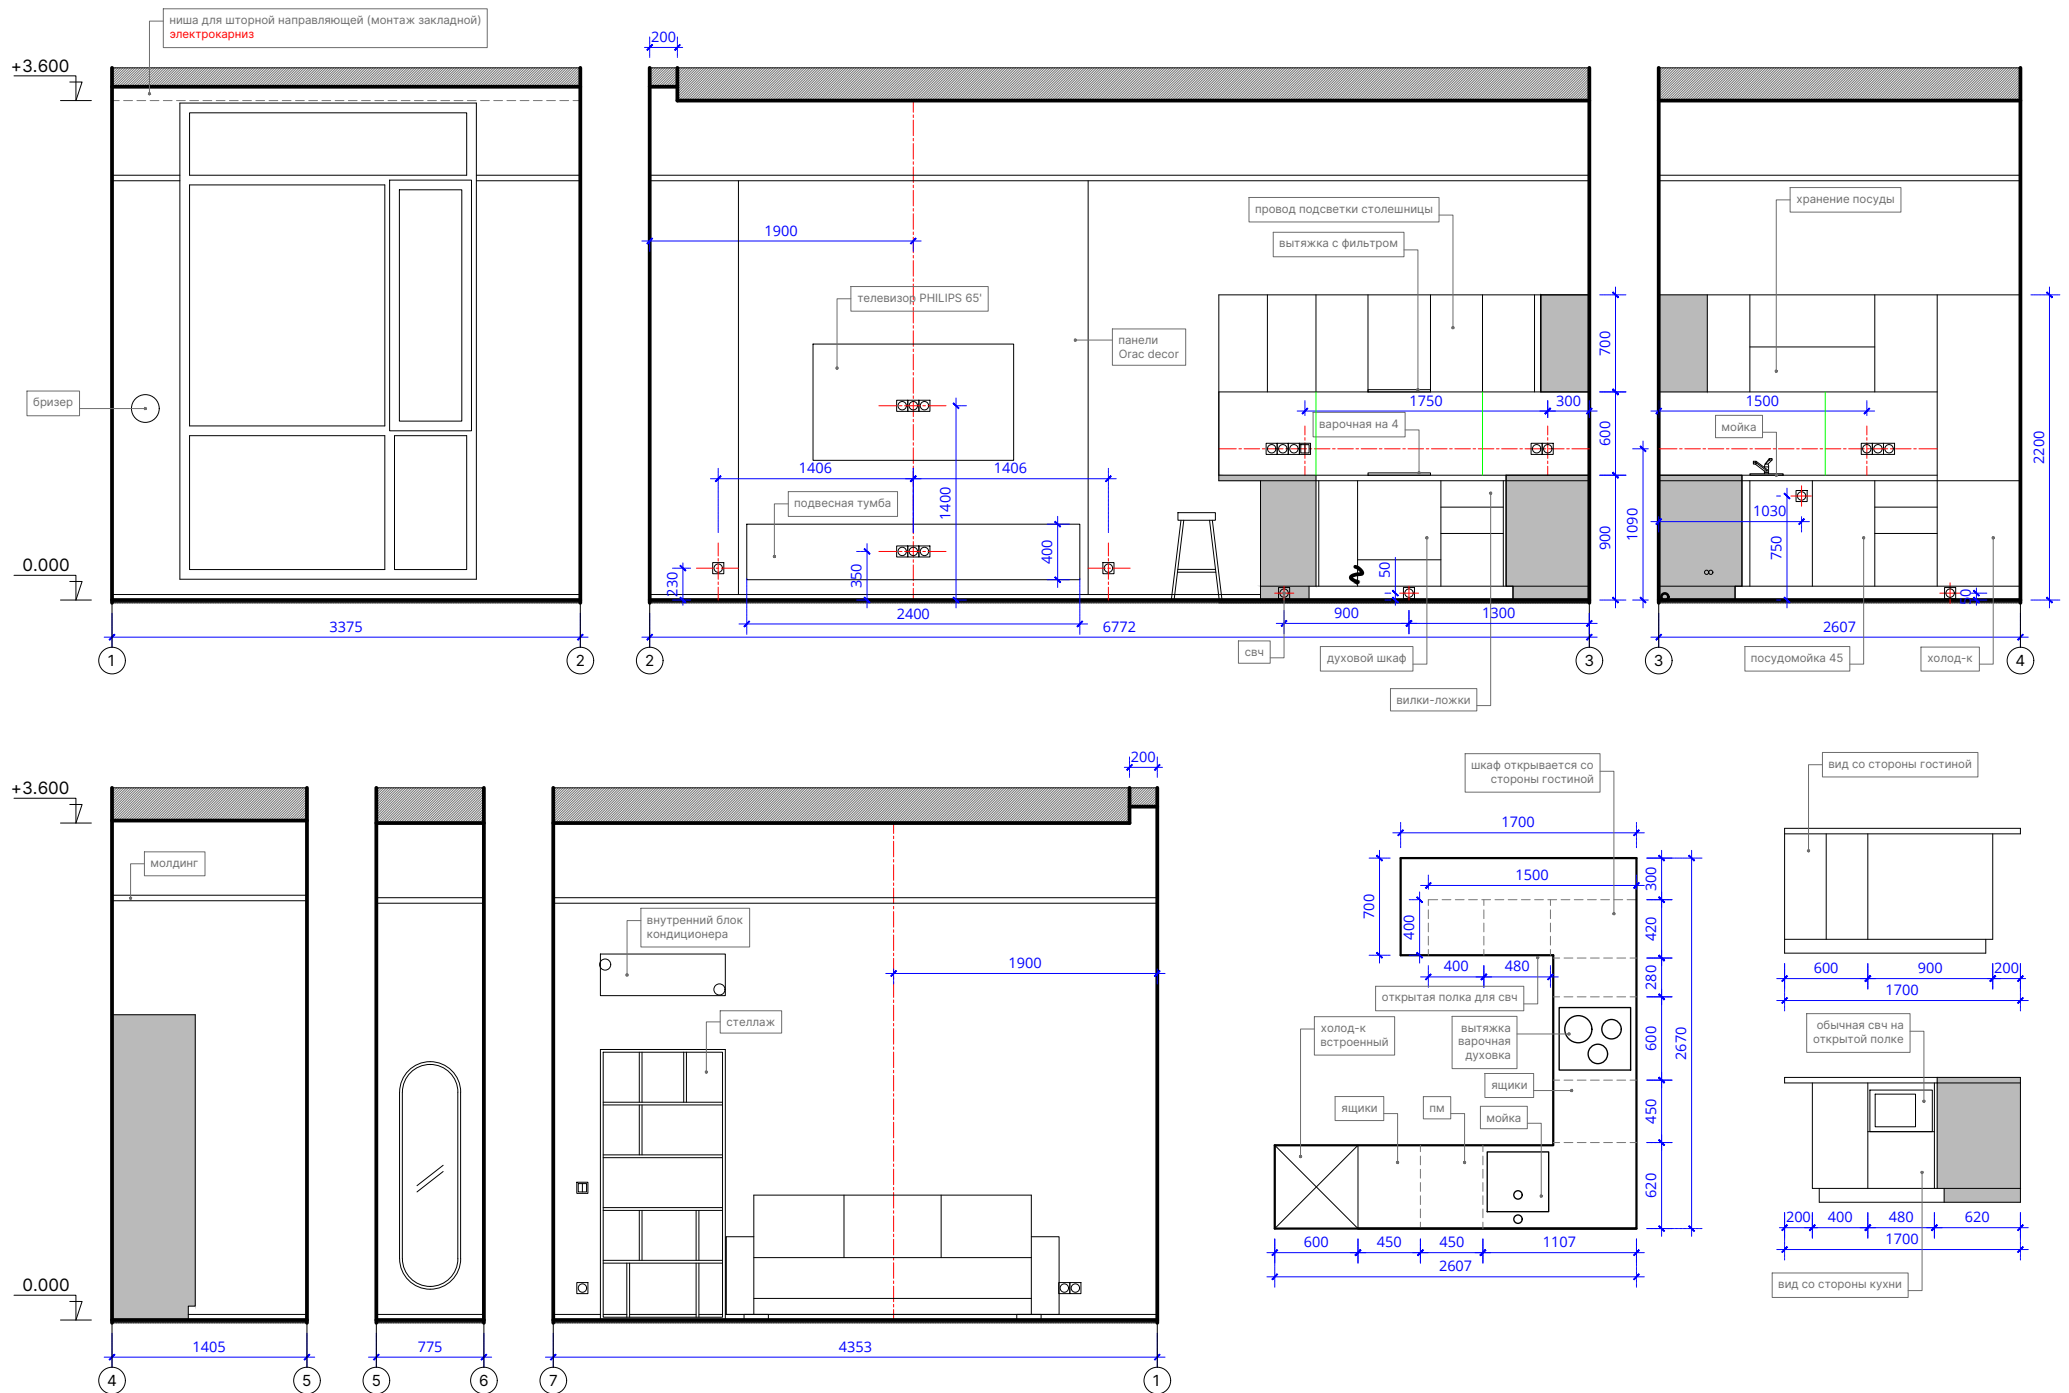 ниша для шторной направляющей (монтаж закладной)
электрокарниз
+3.600
0.000
бризер
3375
1
2
200
1900
телевизор PHILIPS 65'
панели
Orac decor
провод подсветки столешницы
вытяжка с фильтром
1750
300
варочная на 4
1406
1406
1400
подвесная тумба
400
350
230
2400
6772
50
900
1300
700
600
900
свч
духовой шкаф
вилки-ложки
2
3
хранение посуды
1500
мойка
1090
1030
750
50
2200
2607
посудомойка 45
холод-к
3
4
+3.600
0.000
молдинг
1405
4
5
775
5
6
200
внутренний блок
кондиционера
1900
стеллаж
4353
7
1
шкаф открывается со
стороны гостиной
1700
1500
700
400
400
480
открытая полка для свч
холод-к
встроенный
вытяжка
варочная
духовка
ящики
ящики
пм
мойка
300
420
280
600
450
620
2670
600
450
450
1107
2607
вид со стороны гостиной
600
900
200
1700
обычная свч на
открытой полке
200
400
480
620
1700
вид со стороны кухни